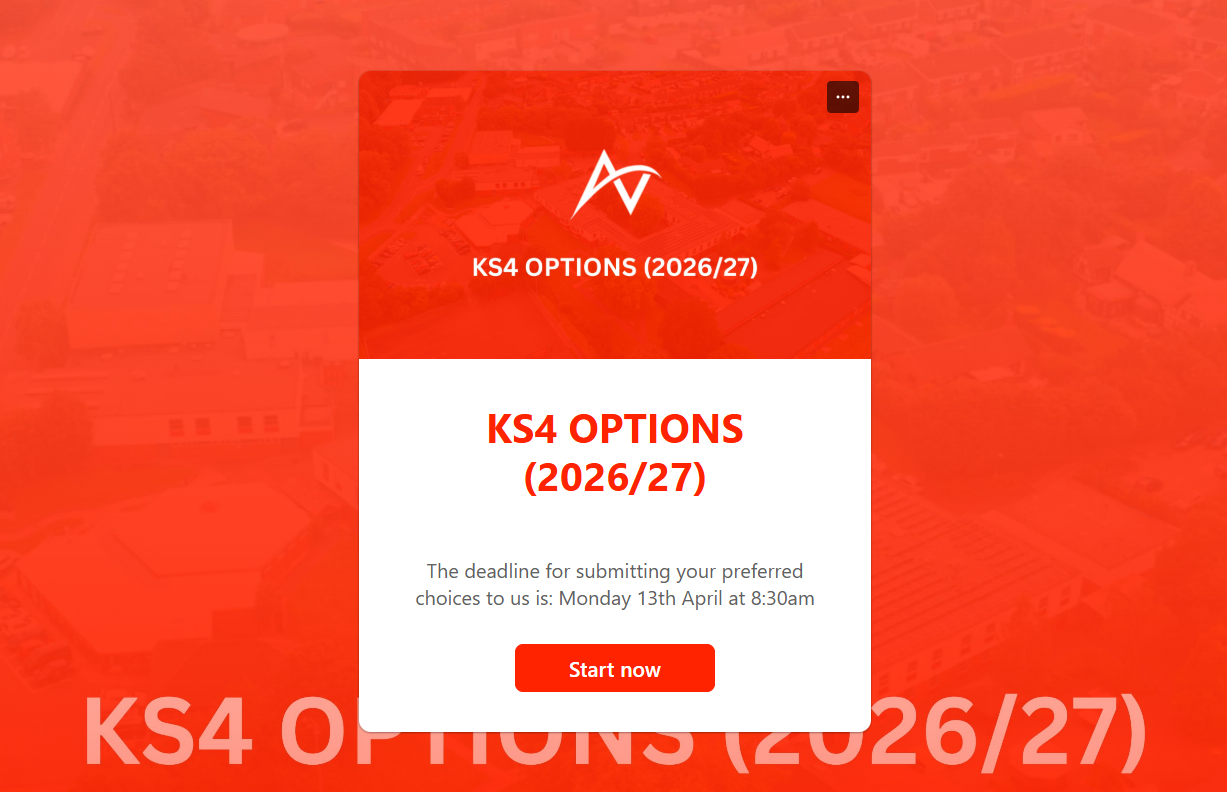 KS4 OPTIONS (2026/27)
KS4 OPTIONS
(2026/27)
The deadline for submitting your preferred
choices to us is: Monday 13th April at 8:30am
Start now
KS4 OPTIONS (2026/27)